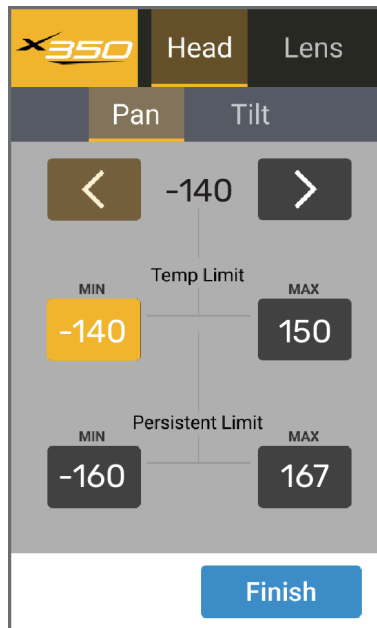 x350 Head Lens
Pan Tilt
-140
Temp Limit
MIN MAX
-140 150
Persistent Limit
MIN MAX
-160 167
Finish